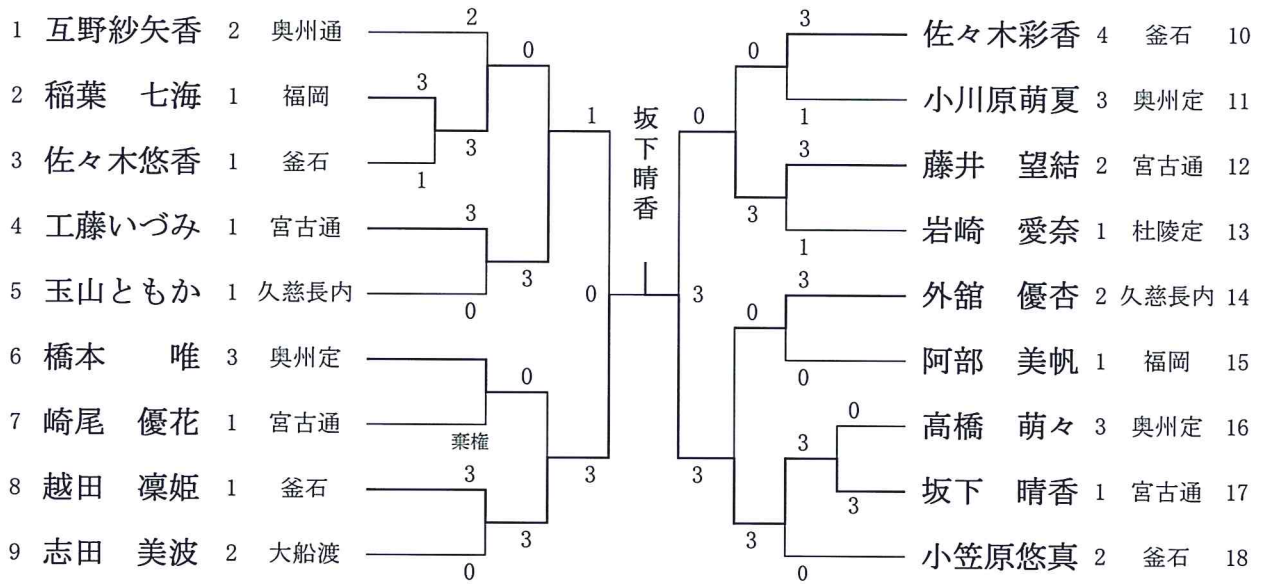 1 互野紗矢香 2 奥州通
2 稲葉 七海 1 福岡
3 佐々木悠香 1 釜石
4 工藤いづみ 1 宮古通
5 玉山ともか 1 久慈長内
6 橋本 唯 3 奥州定
7 崎尾 優花 1 宮古通
8 越田 凜姫 1 釜石
9 志田 美波 2 大船渡
2
0
3
3
1
1
3
3
0
0
0
棄権
3
3
0
3
坂下晴香
3
0
1
0
3
3
1
3
3
0
0
0
3
3
3
3
0
佐々木彩香 4 釜石 10
小川原萌夏 3 奥州定 11
藤井 望結 2 宮古通 12
岩崎 愛奈 1 杜陵定 13
外舘 優杏 2 久慈長内 14
阿部 美帆 1 福岡 15
高橋 萌々 3 奥州定 16
坂下 晴香 1 宮古通 17
小笠原悠真 2 釜石 18